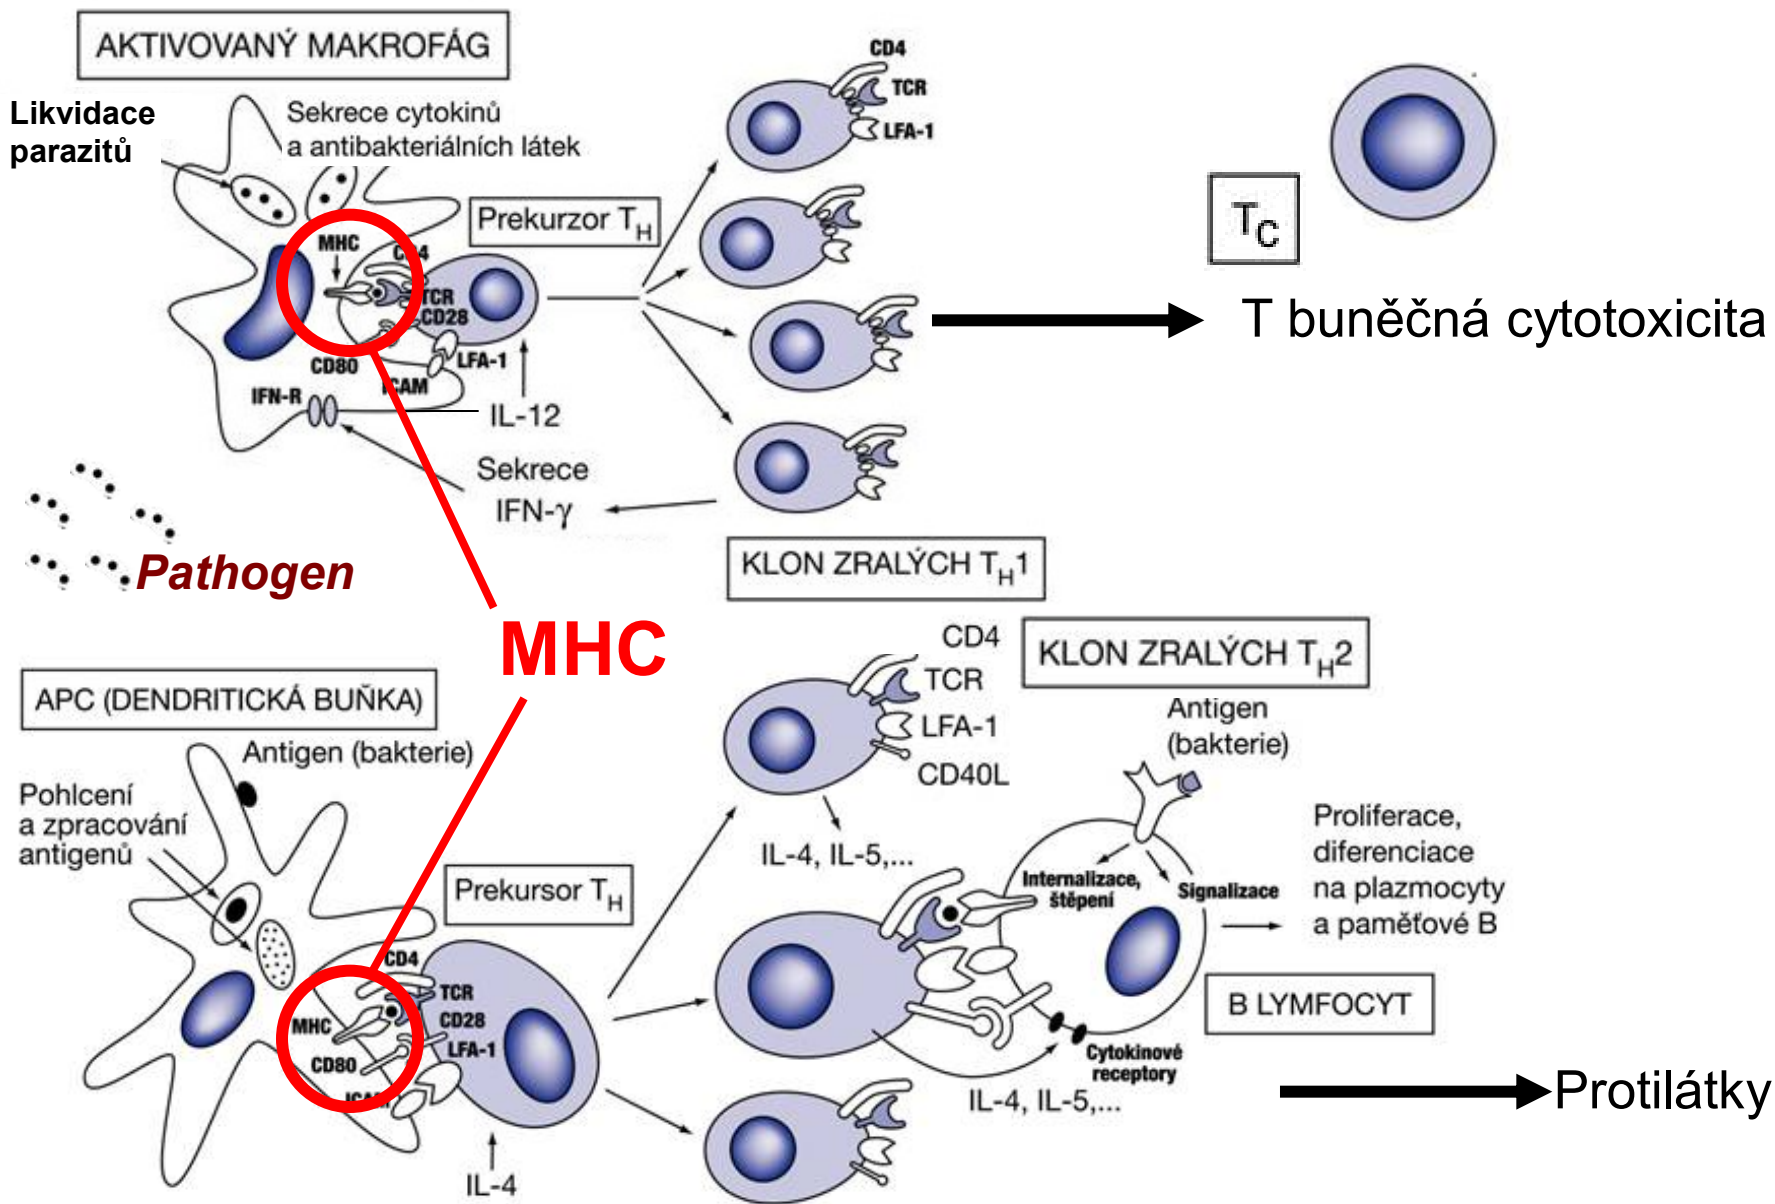 AKTIVOVANÝ MAKROFÁG
Likvidace
parazitů
Sekrece cytokinů
a antibakteriálních látek
Prekurzor TH
MHC
CD4
TCR
CD28
CD80
LFA-1
ICAM
IFN-R
IL-12
Sekrece
IFN-γ
CD4
TCR
LFA-1
TC
T buněčná cytotoxicita
KLON ZRALÝCH TH1
Pathogen
MHC
APC (DENDRITICKÁ BUŇKA)
Antigen (bakterie)
Pohlcení
a zpracování
antigenů
Prekursor TH
CD4
TCR
MHC
CD28
CD80
LFA-1
ICAM
IL-4
CD4
TCR
LFA-1
CD40L
IL-4, IL-5,...
KLON ZRALÝCH TH2
Antigen
(bakterie)
Internalizace,
štěpení
Signalizace
Proliferace,
diferenciace
na plazmocyty
a paměťové B
B LYMFOCYT
Cytokinové
receptory
IL-4, IL-5,...
Protilátky